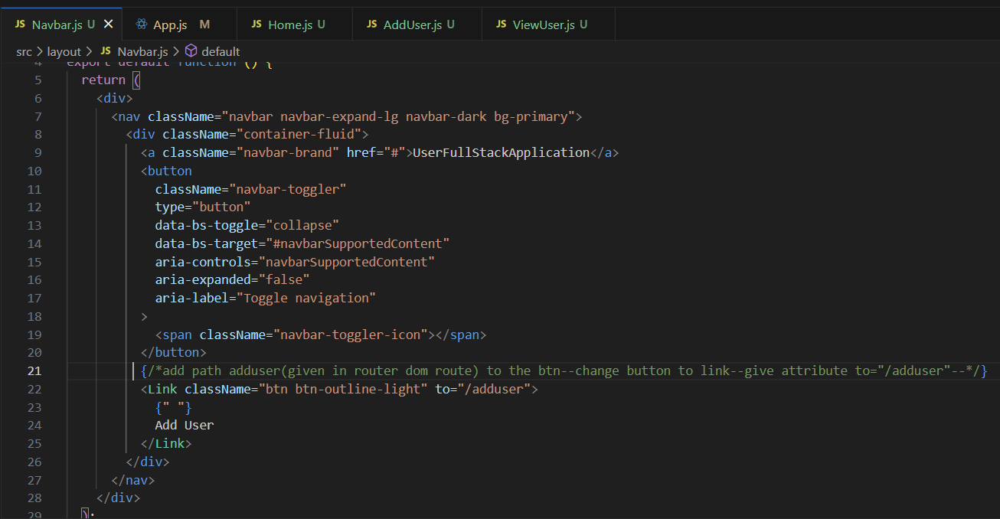 JS Navbar.js U ×
App.js M
JS Home.js U
JS AddUser.js U
JS ViewUser.js U
src > layout > JS Navbar.js > default
4 export default function () {
5 return (
6 <div>
7 <nav className="navbar navbar-expand-lg navbar-dark bg-primary">
8 <div className="container-fluid">
9 <a className="navbar-brand" href="#">UserFullStackApplication</a>
10 <button
11 className="navbar-toggler"
12 type="button"
13 data-bs-toggle="collapse"
14 data-bs-target="#navbarSupportedContent"
15 aria-controls="navbarSupportedContent"
16 aria-expanded="false"
17 aria-label="Toggle navigation"
18 >
19 <span className="navbar-toggler-icon"></span>
20 </button>
21 {/*add path adduser(given in router dom route) to the btn--change button to link--give attribute to="/adduser"--*/}
22 <Link className="btn btn-outline-light" to="/adduser">
23 {" "}
24 Add User
25 </Link>
26 </div>
27 </nav>
28 </div>
29 );